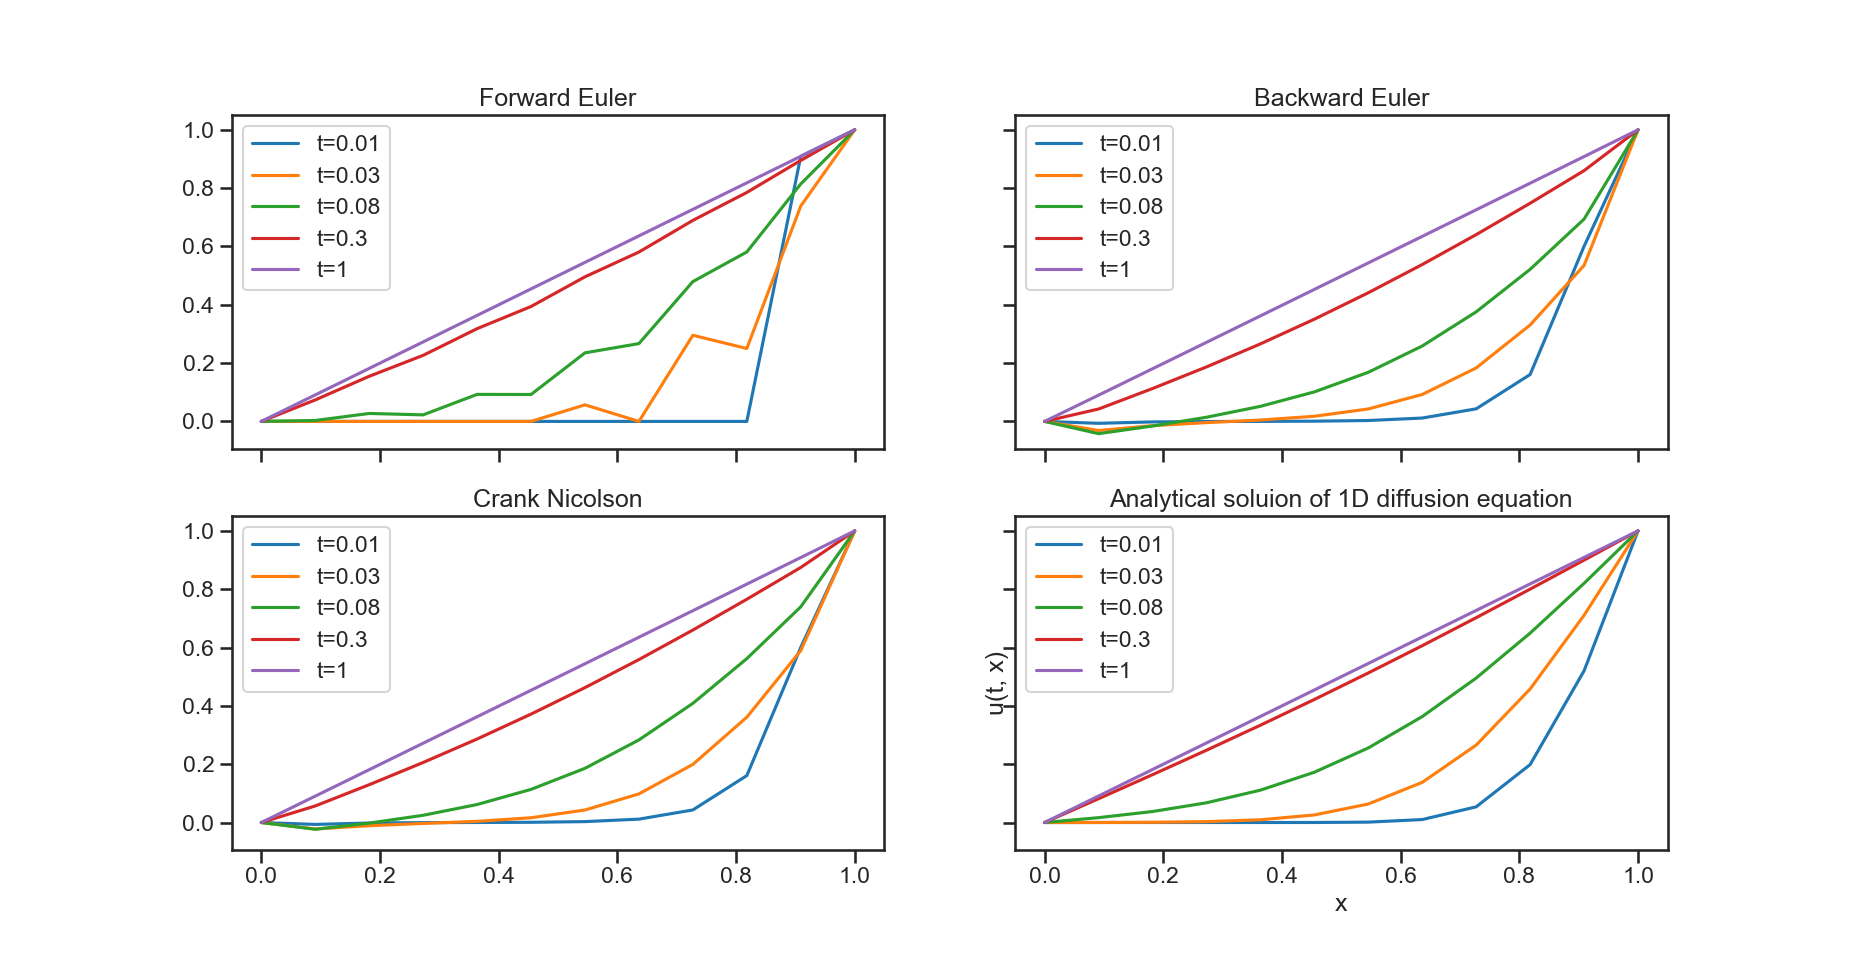 Forward Euler
1.0
0.8
0.6
0.4
0.2
0.0
t=0.01
t=0.03
t=0.08
t=0.3
t=1
Backward Euler
t=0.01
t=0.03
t=0.08
t=0.3
t=1
Crank Nicolson
1.0
0.8
0.6
0.4
0.2
0.0
t=0.01
t=0.03
t=0.08
t=0.3
t=1
0.0 0.2 0.4 0.6 0.8 1.0
Analytical soluion of 1D diffusion equation
u(t, x)
t=0.01
t=0.03
t=0.08
t=0.3
t=1
0.0 0.2 0.4 0.6 0.8 1.0
x